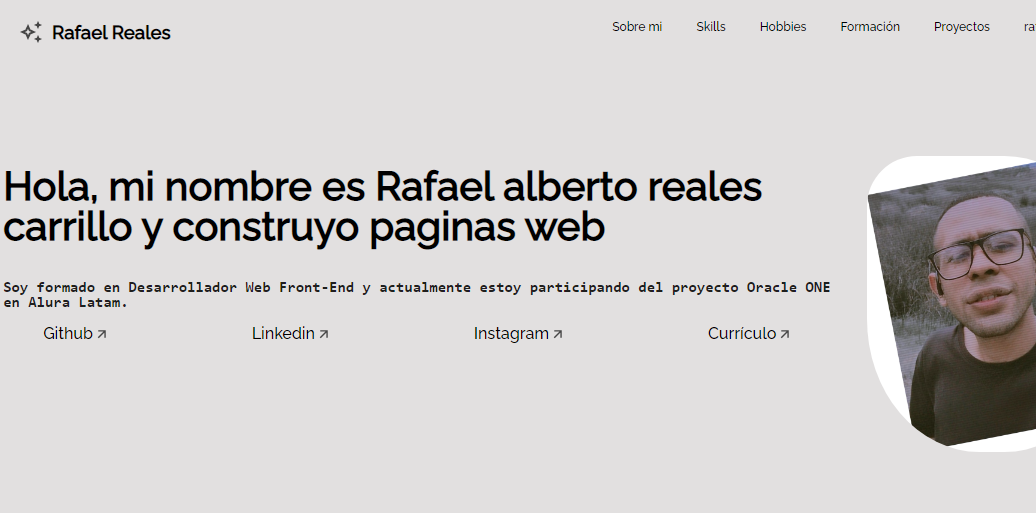 Rafael Reales
Sobre mi Skills Hobbies Formación Proyectos
Hola, mi nombre es Rafael alberto reales
carrillo y construyo paginas web
Soy formado en Desarrollador Web Front-End y actualmente estoy participando del proyecto Oracle ONE
en Alura Latam.
Github Linkedin Instagram Currículo